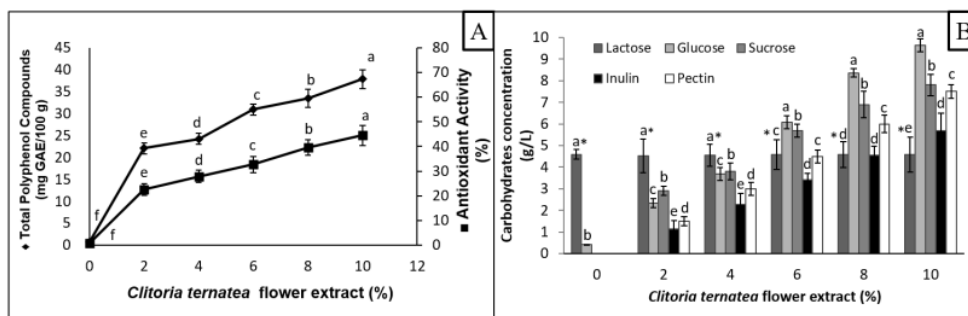 A
◆ Total Polyphenol Compounds
(mg GAE/100 g)
45
40
35
30
25
20
15
10
5
0
80
70
60
50
40
30
20
10
0
■ Antioxidant Activity
(%)
f
f
e
e
d
d
c
c
b
b
a
a
0 2 4 6 8 10 12
Clitoria ternatea flower extract (%)
B
Carbohydrates concentration
(g/L)
10
9
8
7
6
5
4
3
2
1
0
Lactose Glucose Sucrose
Inulin Pectin
a* b
a* c b e d
a* c b e d
*c a b d c
*d a b d c
*e a b d c
0 2 4 6 8 10
Clitoria ternatea flower extract (%)